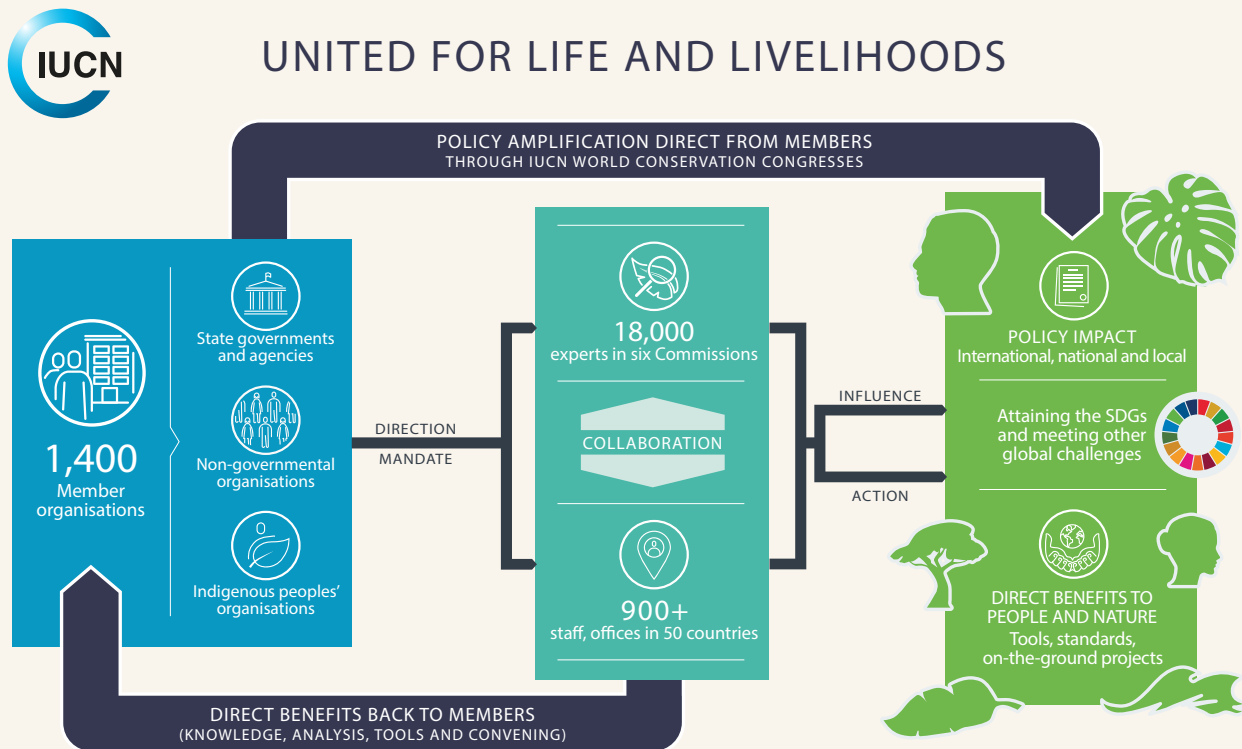 IUCN
UNITED FOR LIFE AND LIVELIHOODS
POLICY AMPLIFICATION DIRECT FROM MEMBERS
THROUGH IUCN WORLD CONSERVATION CONGRESSES
1,400
Member
organisations
State governments
and agencies
Non-governmental
organisations
Indigenous peoples’
organisations
DIRECTION
MANDATE
18,000
experts in six Commissions
COLLABORATION
900+
staff, offices in 50 countries
INFLUENCE
ACTION
POLICY IMPACT
International, national and local
Attaining the SDGs
and meeting other
global challenges
DIRECT BENEFITS TO
PEOPLE AND NATURE
Tools, standards,
on-the-ground projects
DIRECT BENEFITS BACK TO MEMBERS
(KNOWLEDGE, ANALYSIS, TOOLS AND CONVENING)